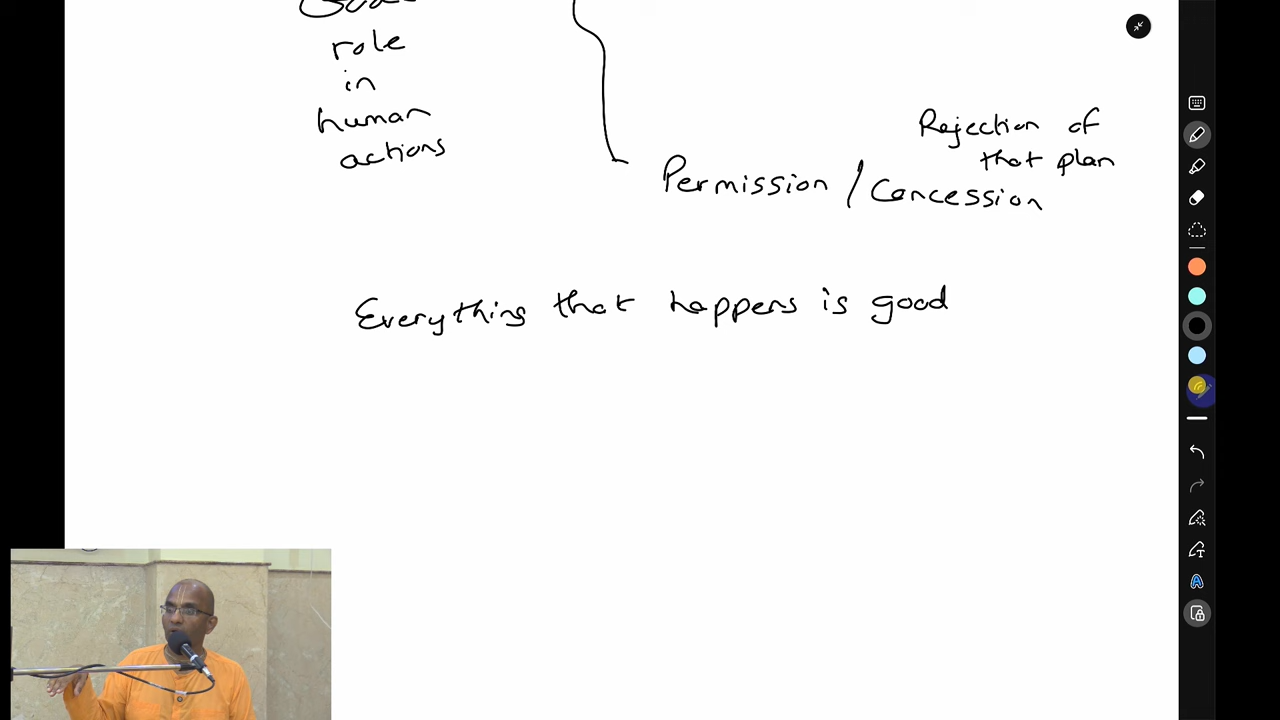 role
in
human
actions
Rejection of
that plan
Permission / Concession
Everything that happens is good